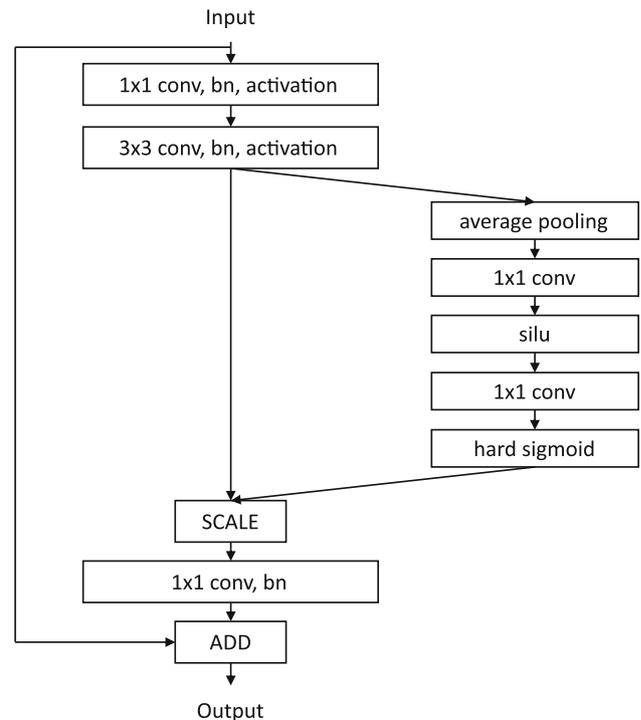 Input
1x1 conv, bn, activation
3x3 conv, bn, activation
average pooling
1x1 conv
silu
1x1 conv
hard sigmoid
SCALE
1x1 conv, bn
ADD
Output